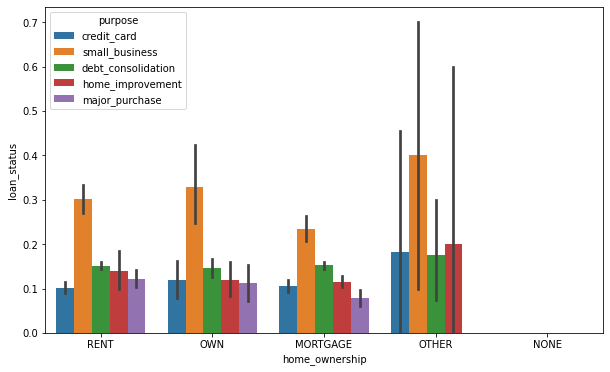 purpose
credit_card
small_business
debt_consolidation
home_improvement
major_purchase
loan_status
0.7
0.6
0.5
0.4
0.3
0.2
0.1
0.0
RENT OWN MORTGAGE OTHER NONE
home_ownership